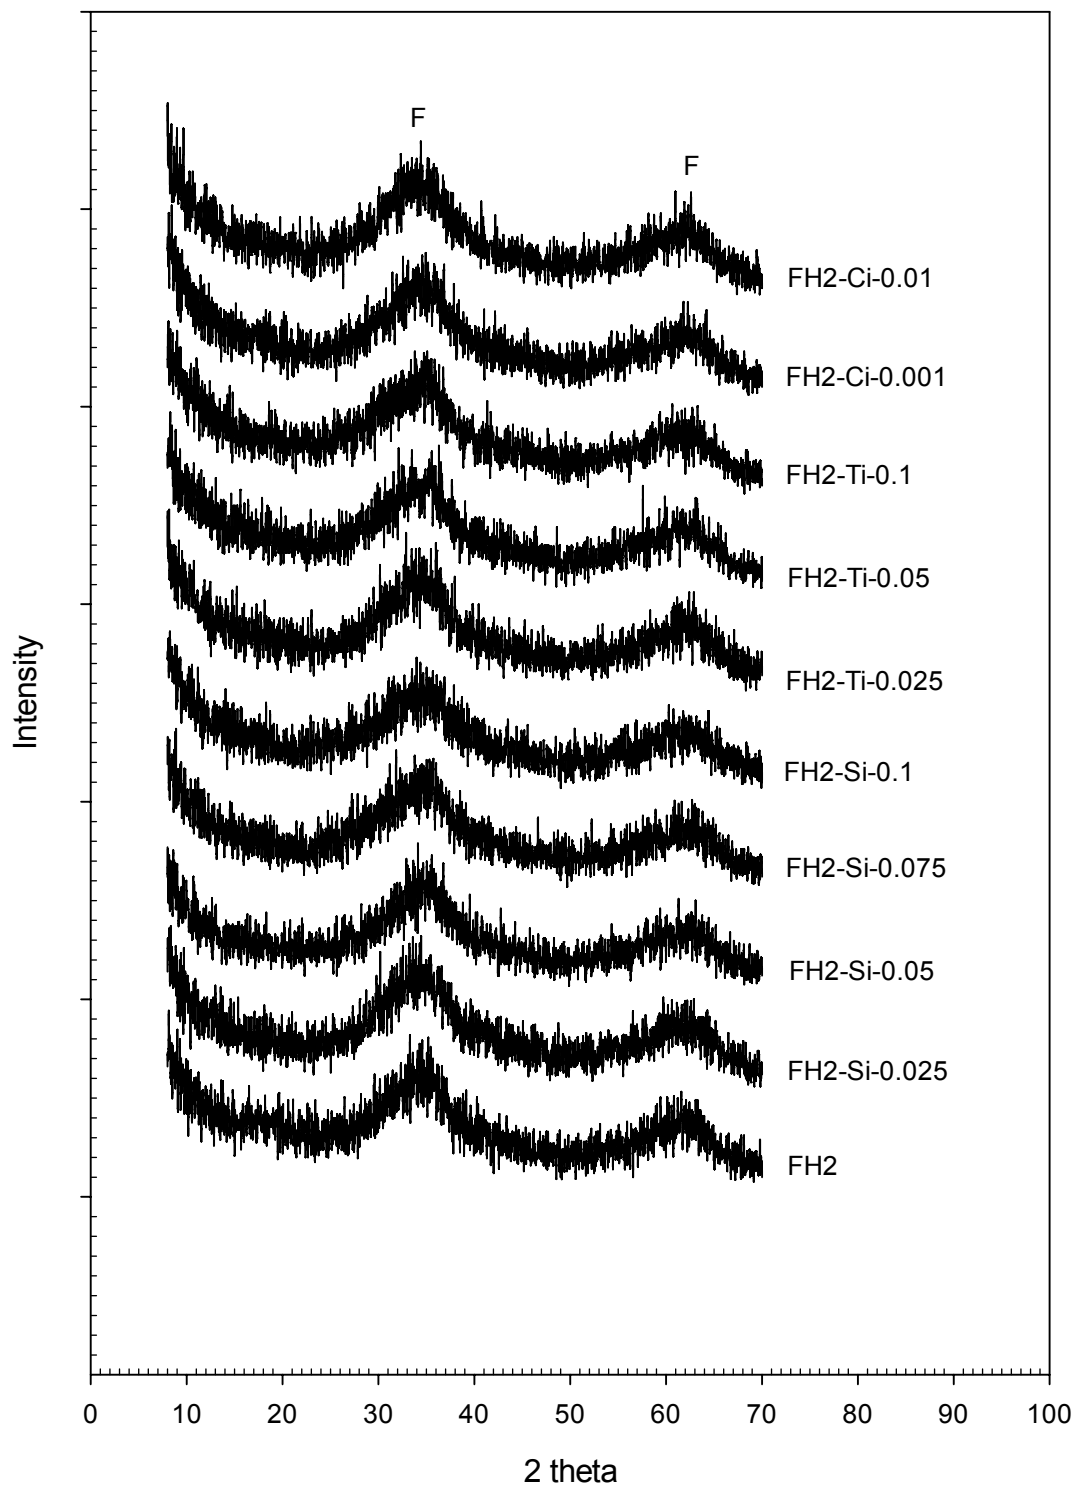 F
F
FH2-Ci-0.01
FH2-Ci-0.001
FH2-Ti-0.1
FH2-Ti-0.05
FH2-Ti-0.025
FH2-Si-0.1
FH2-Si-0.075
FH2-Si-0.05
FH2-Si-0.025
FH2
Intensity
0 10 20 30 40 50 60 70 80 90 100
2 theta